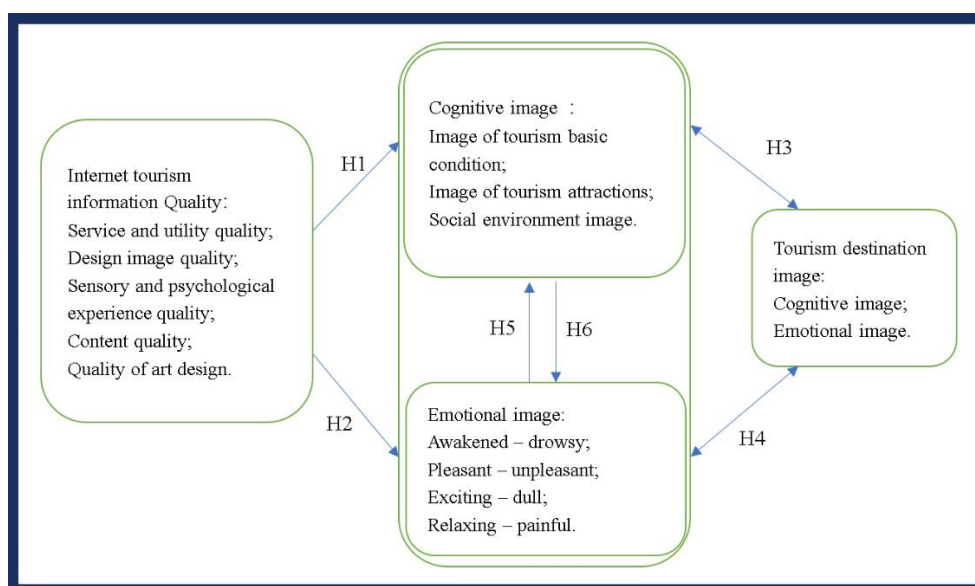 Internet tourism
information Quality：
Service and utility quality;
Design image quality;
Sensory and psychological
experience quality;
Content quality;
Quality of art design.
H1
H2
Cognitive image ：
Image of tourism basic
condition;
Image of tourism attractions;
Social environment image.
H5
H6
Emotional image:
Awakened – drowsy;
Pleasant – unpleasant;
Exciting – dull;
Relaxing – painful.
H3
H4
Tourism destination
image:
Cognitive image;
Emotional image.